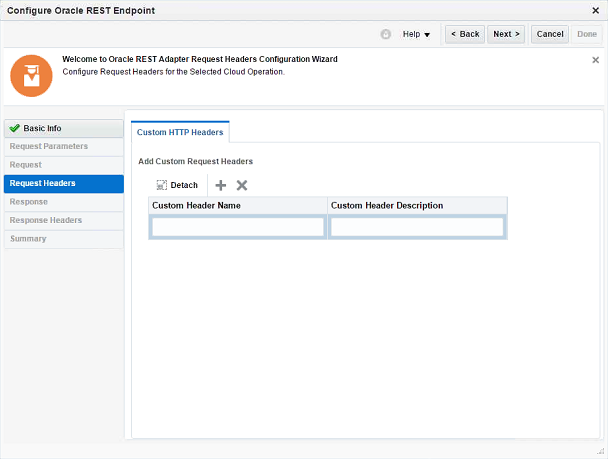 Configure Oracle REST Endpoint
Help
< Back
Next >
Cancel
Done
Welcome to Oracle REST Adapter Request Headers Configuration Wizard
Configure Request Headers for the Selected Cloud Operation.
Basic Info
Request Parameters
Request
Request Headers
Response
Response Headers
Summary
Custom HTTP Headers
Add Custom Request Headers
Detach
Custom Header Name
Custom Header Description